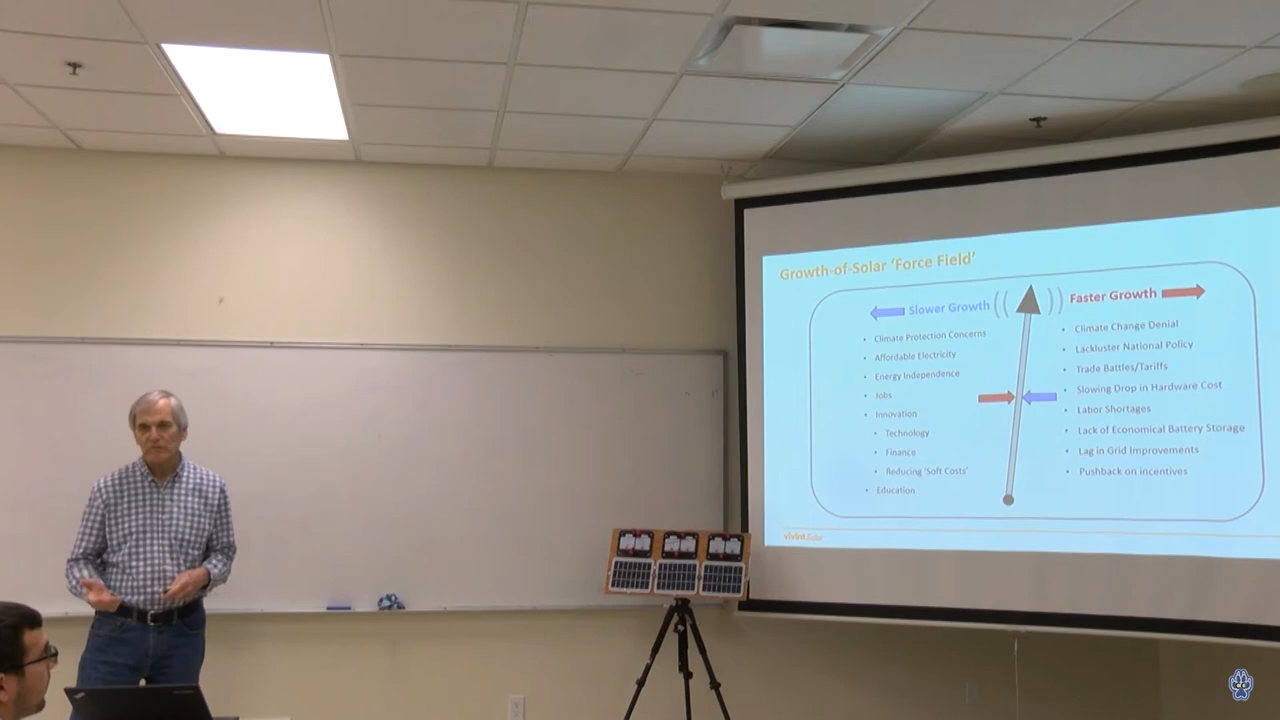 Growth-of-Solar 'Force Field'
Slower Growth
Climate Protection Concerns
Affordable Electricity
Energy Independence
Jobs
Innovation
Technology
Finance
Reducing 'Soft Costs'
Education
Faster Growth
Climate Change Denial
Lackluster National Policy
Trade Battles/Tariffs
Slowing Drop in Hardware Cost
Labor Shortages
Lack of Economical Battery Storage
Lag in Grid Improvements
Pushback on incentives
vivint.Solar